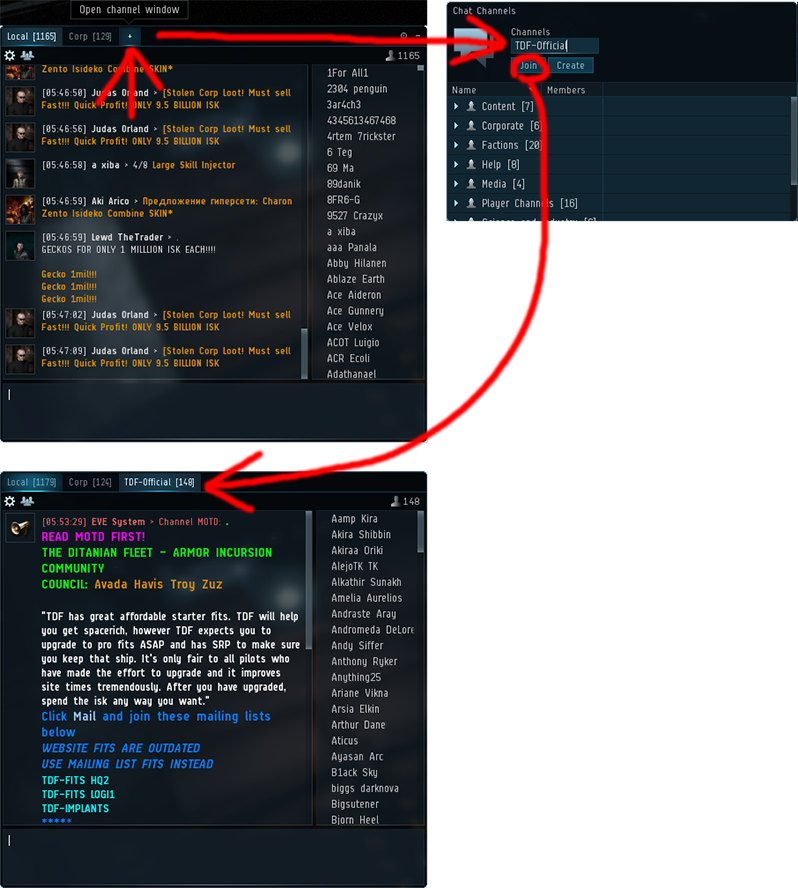 Open channel window
Local [1165] Corp [129] +
1165
Zento Isideko Combine SKIN*
[05:46:50] Judas Orland > [Stolen Corp Loot! Must sell
Fast!!! Quick Profit! ONLY 9.5 BILLION ISK
[05:46:56] Judas Orland > [Stolen Corp Loot! Must sell
Fast!!! Quick Profit! ONLY 9.5 BILLION ISK
[05:46:58] a xiba > 4/8 Large Skill Injector
[05:46:59] Aki Arico > Предложение гиперсети: Charon
Zento Isideko Combine SKIN*
[05:46:59] Lewd TheTrader > .
GECKOS FOR ONLY 1 MILLLION ISK EACH!!!!
Gecko 1mil!!!
Gecko 1mil!!!
Gecko 1mil!!!
[05:47:02] Judas Orland > [Stolen Corp Loot! Must sell
Fast!!! Quick Profit! ONLY 9.5 BILLION ISK
[05:47:09] Judas Orland > [Stolen Corp Loot! Must sell
Fast!!! Quick Profit! ONLY 9.5 BILLION ISK
1For All1
2304 penguin
3ar4ch3
4345613467468
4rtem 7rickster
6 Teg
69 Ma
89danik
8FR6-G
9527 Crazyx
a xiba
aaa Panala
Abby Hilanen
Ablaze Earth
Ace Aideron
Ace Gunnery
Ace Velox
ACOT Luigio
ACR Ecoli
Adathanael
Chat Channels
Channels
TDF-Official
Join Create
Name Members
Content [7]
Corporate [6]
Factions [20]
Help [8]
Media [4]
Player Channels [16]
Science and Industry [6]
Local [1179] Corp [124] TDF-Official [148]
148
[05:53:29] EVE System > Channel MOTD: .
READ MOTD FIRST!
THE DITANIAN FLEET - ARMOR INCURSION
COMMUNITY
COUNCIL: Avada Havis Troy Zuz
"TDF has great affordable starter fits. TDF will help
you get spacerich, however TDF expects you to
upgrade to pro fits ASAP and has SRP to make sure
you keep that ship. It's only fair to all pilots who
have made the effort to upgrade and it improves
site times tremendously. After you have upgraded,
spend the isk any way you want."
Click Mail and join these mailing lists
below
WEBSITE FITS ARE OUTDATED
USE MAILING LIST FITS INSTEAD
TDF-FITS HQ2
TDF-FITS LOGI1
TDF-IMPLANTS
*****
Aamp Kira
Akira Shibbin
Akiraa Oriki
AlejoTK TK
Alkathir Sunakh
Amelia Aurelios
Andraste Aray
Andromeda DeLore
Andy Siffer
Anthony Ryker
Anything25
Ariane Vikna
Arsia Elkin
Arthur Dane
Aticus
Ayasan Arc
B1ack Sky
biggs darknova
Bigsutener
Bjorn Heel